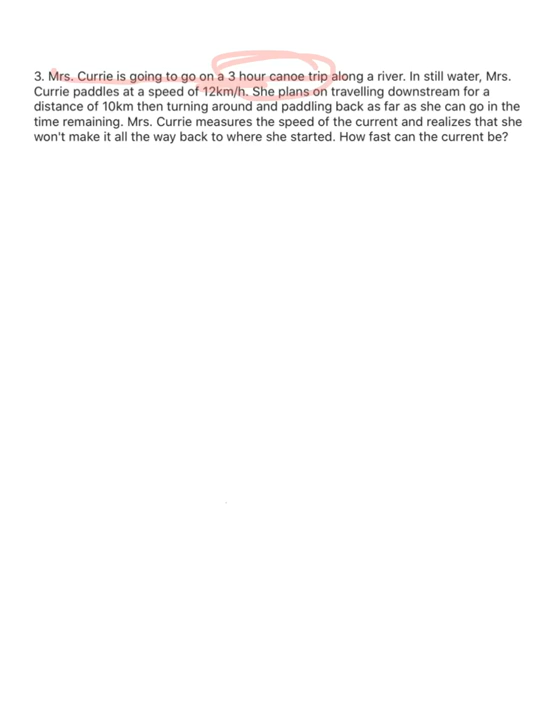 3. Mrs. Currie is going to go on a 3 hour canoe trip along a river. In still water, Mrs.
Currie paddles at a speed of 12km/h. She plans on travelling downstream for a
distance of 10km then turning around and paddling back as far as she can go in the
time remaining. Mrs. Currie measures the speed of the current and realizes that she
won't make it all the way back to where she started. How fast can the current be?